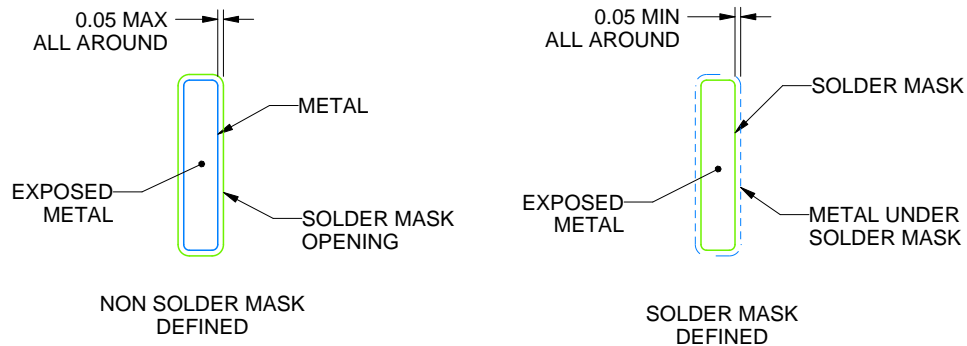 0.05 MAX
ALL AROUND
METAL
EXPOSED
METAL
SOLDER MASK
OPENING
NON SOLDER MASK
DEFINED
0.05 MIN
ALL AROUND
SOLDER MASK
EXPOSED
METAL
METAL UNDER
SOLDER MASK
SOLDER MASK
DEFINED